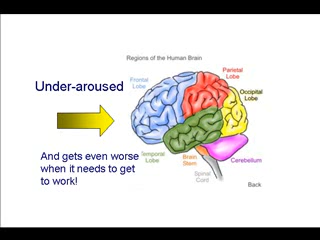 Regions of the Human Brain
Parietal
Lobe
Frontal
Lobe
Under-aroused
Occipital
Lobe
And gets even worse
when it needs to get
to work!
Temporal
Lobe
Brain
Stem
Cerebellum
Spinal
Cord
Back